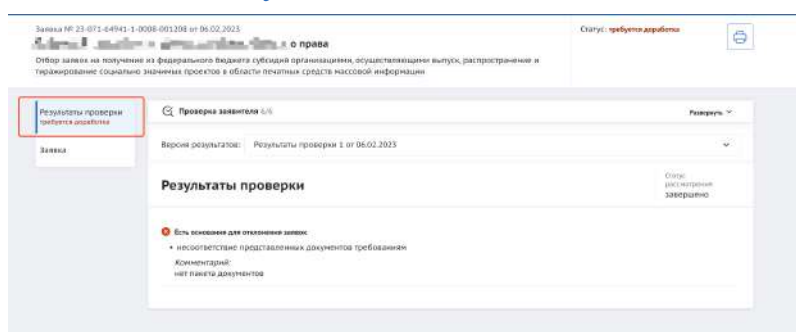 Заявка № 23-071-64941-1-0008-001208 от 06.02.2023
о права
Отбор заявок на получение из федерального бюджета субсидий организациями, осуществляющими выпуск, распространение и
тиражирование социально значимых проектов в области печатных средств массовой информации
Статус: требуется доработка
Результаты проверки
требуется доработка
Заявка
Проверка заявителя 6/6
Развернуть
Версия результатов: Результаты проверки 1 от 06.02.2023
Результаты проверки
Статус
рассмотрения
завершено
Есть основания для отклонения заявок
• несоответствие представленных документов требованиям
Комментарий:
нет пакета документов